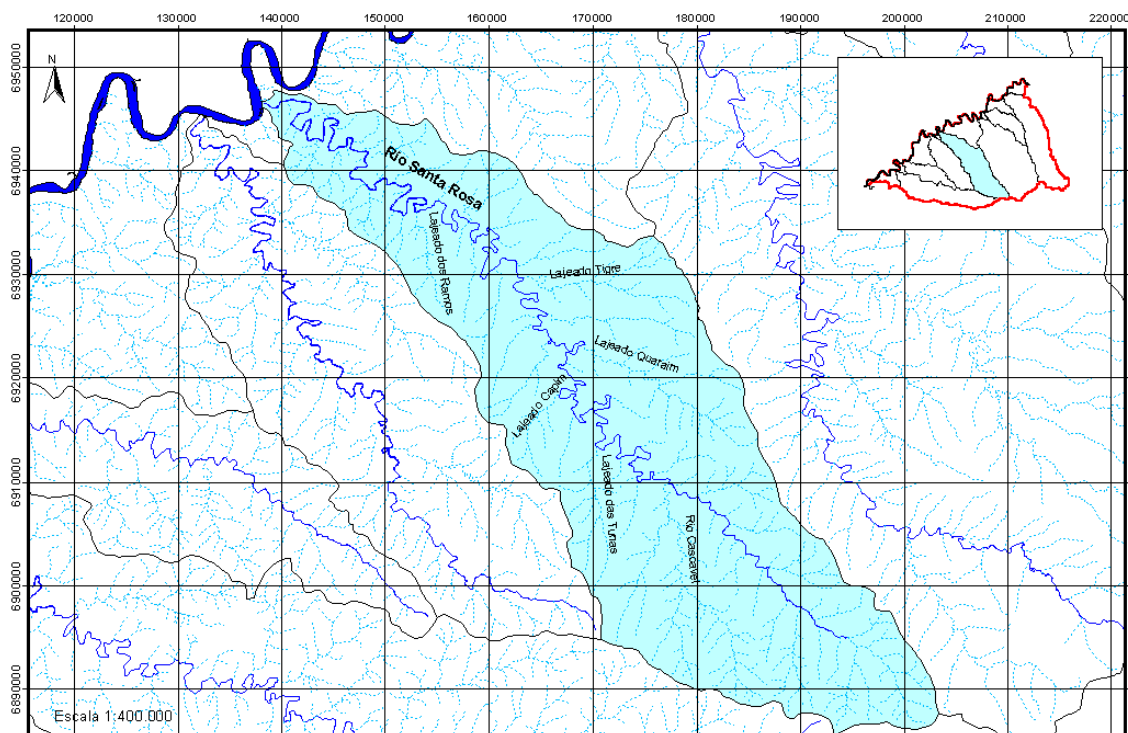 120000 130000 140000 150000 160000 170000 180000 190000 200000 210000 220000
6950000
N
6940000
Rio Santa Rosa
Lajeado dos Ramos
6930000
Lajeado Tigre
Lajeado Quaraim
6920000
Lajeado Capim
6910000
Lajeado das Tunas
Rio Cascavel
6900000
6890000
Escala 1:400.000